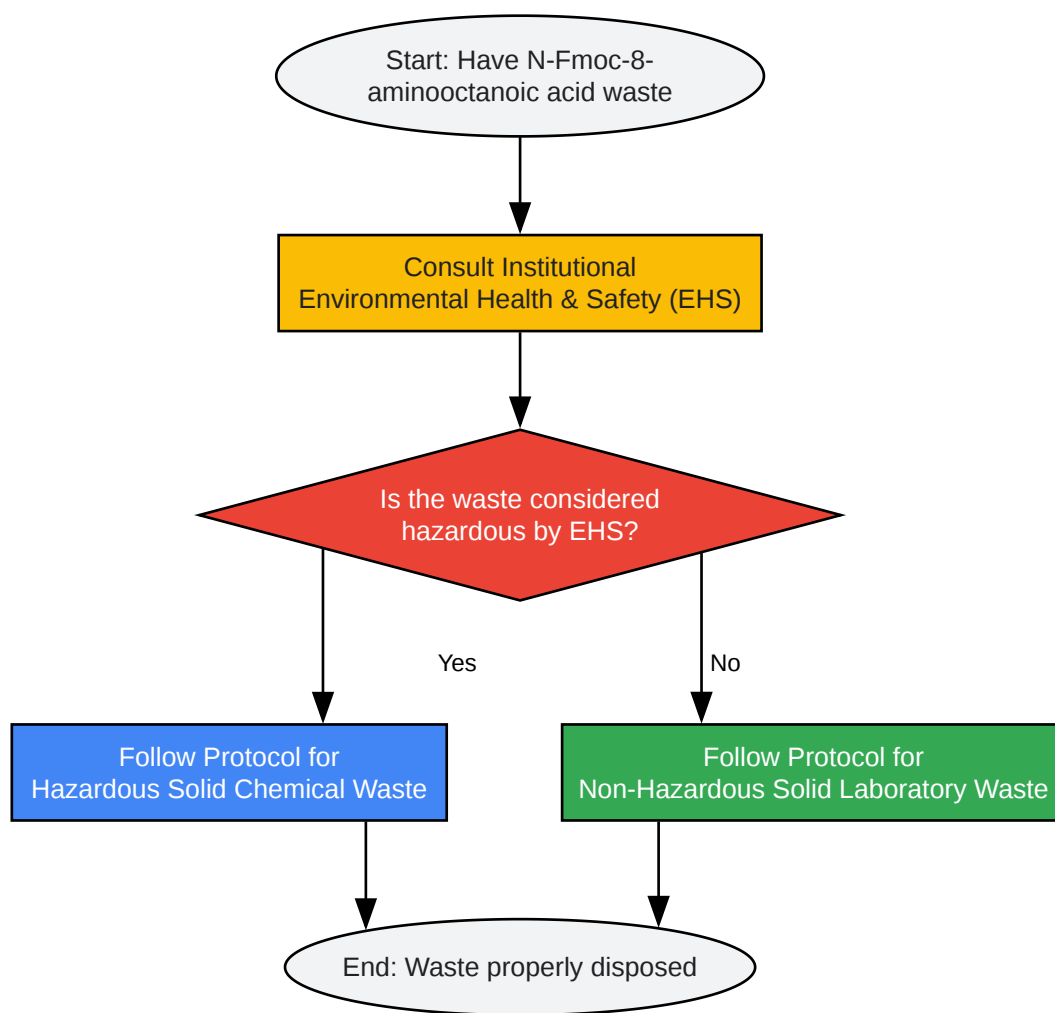 Start: Have N-Fmoc-8-
aminooctanoic acid waste
Consult Institutional
Environmental Health & Safety (EHS)
Is the waste considered
hazardous by EHS?
Yes
No
Follow Protocol for
Hazardous Solid Chemical Waste
Follow Protocol for
Non-Hazardous Solid Laboratory Waste
End: Waste properly disposed